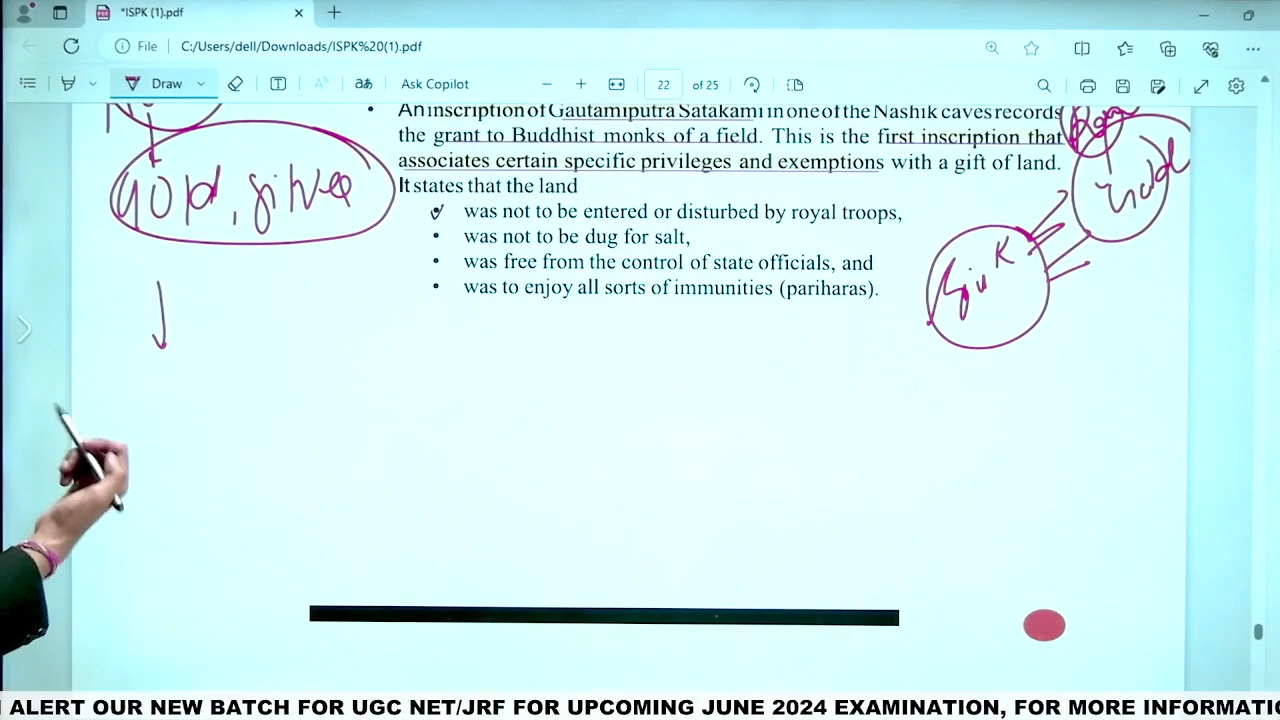 *ISPK (1).pdf
File C:/Users/dell/Downloads/ISPK%20(1).pdf
Draw Ask Copilot 22 of 25
An inscription of Gautamiputra Satakarni in one of the Nashik caves records
the grant to Buddhist monks of a field. This is the first inscription that
associates certain specific privileges and exemptions with a gift of land.
It states that the land
was not to be entered or disturbed by royal troops,
• was not to be dug for salt,
• was free from the control of state officials, and
• was to enjoy all sorts of immunities (pariharas).
gold, silver
ALERT OUR NEW BATCH FOR UGC NET/JRF FOR UPCOMING JUNE 2024 EXAMINATION, FOR MORE INFORMATIO